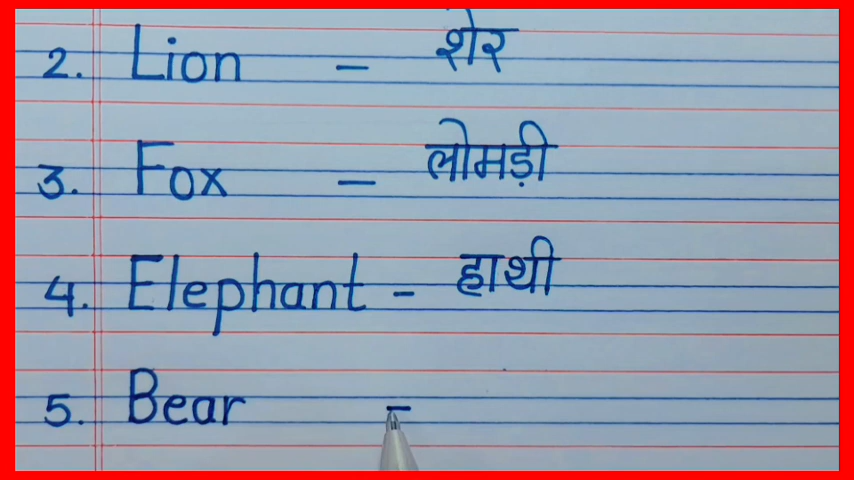 2. Lion - शेर
3. Fox - लोमड़ी
4. Elephant - हाथी
5. Bear -